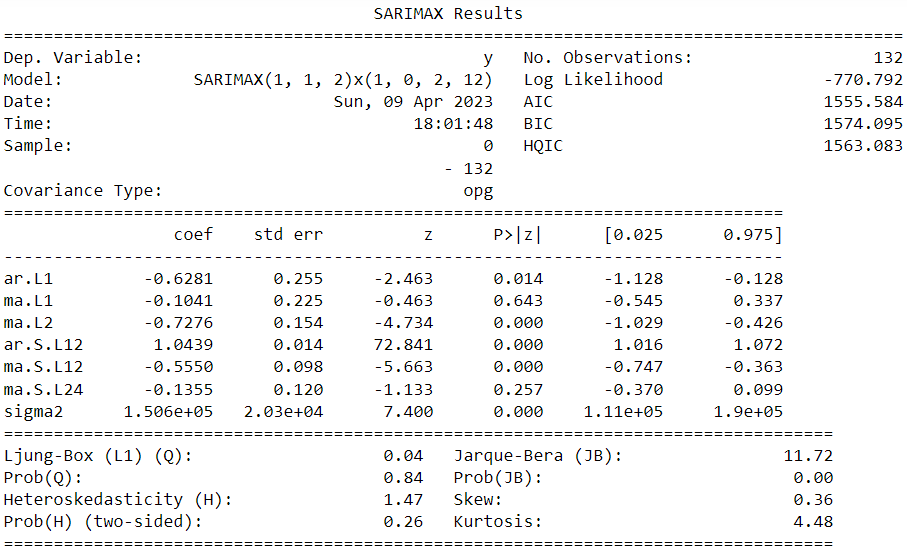 SARIMAX Results
==========================================================================================
Dep. Variable:                                  y   No. Observations:                  132
Model:             SARIMAX(1, 1, 2)x(1, 0, 2, 12)   Log Likelihood                -770.792
Date:                            Sun, 09 Apr 2023   AIC                           1555.584
Time:                                    18:01:48   BIC                           1574.095
Sample:                                         0   HQIC                          1563.083
                                            - 132
Covariance Type:                              opg
==============================================================================
                 coef    std err          z      P>|z|      [0.025      0.975]
------------------------------------------------------------------------------
ar.L1         -0.6281      0.255     -2.463      0.014      -1.128      -0.128
ma.L1         -0.1041      0.225     -0.463      0.643      -0.545       0.337
ma.L2         -0.7276      0.154     -4.734      0.000      -1.029      -0.426
ar.S.L12       1.0439      0.014     72.841      0.000       1.016       1.072
ma.S.L12      -0.5550      0.098     -5.663      0.000      -0.747      -0.363
ma.S.L24      -0.1355      0.120     -1.133      0.257      -0.370       0.099
sigma2      1.506e+05   2.03e+04      7.400      0.000    1.11e+05     1.9e+05
===================================================================================
Ljung-Box (L1) (Q):                   0.04   Jarque-Bera (JB):                11.72
Prob(Q):                              0.84   Prob(JB):                         0.00
Heteroskedasticity (H):               1.47   Skew:                             0.36
Prob(H) (two-sided):                  0.26   Kurtosis:                         4.48
===================================================================================